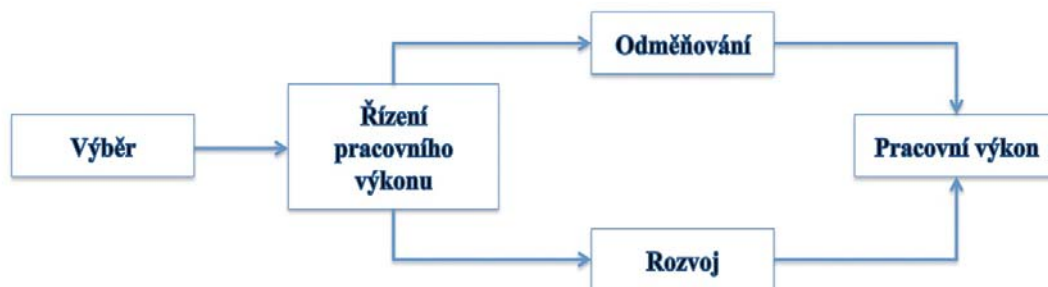 Odměňování
Výběr
Řízení
pracovního
výkonu
Pracovní výkon
Rozvoj